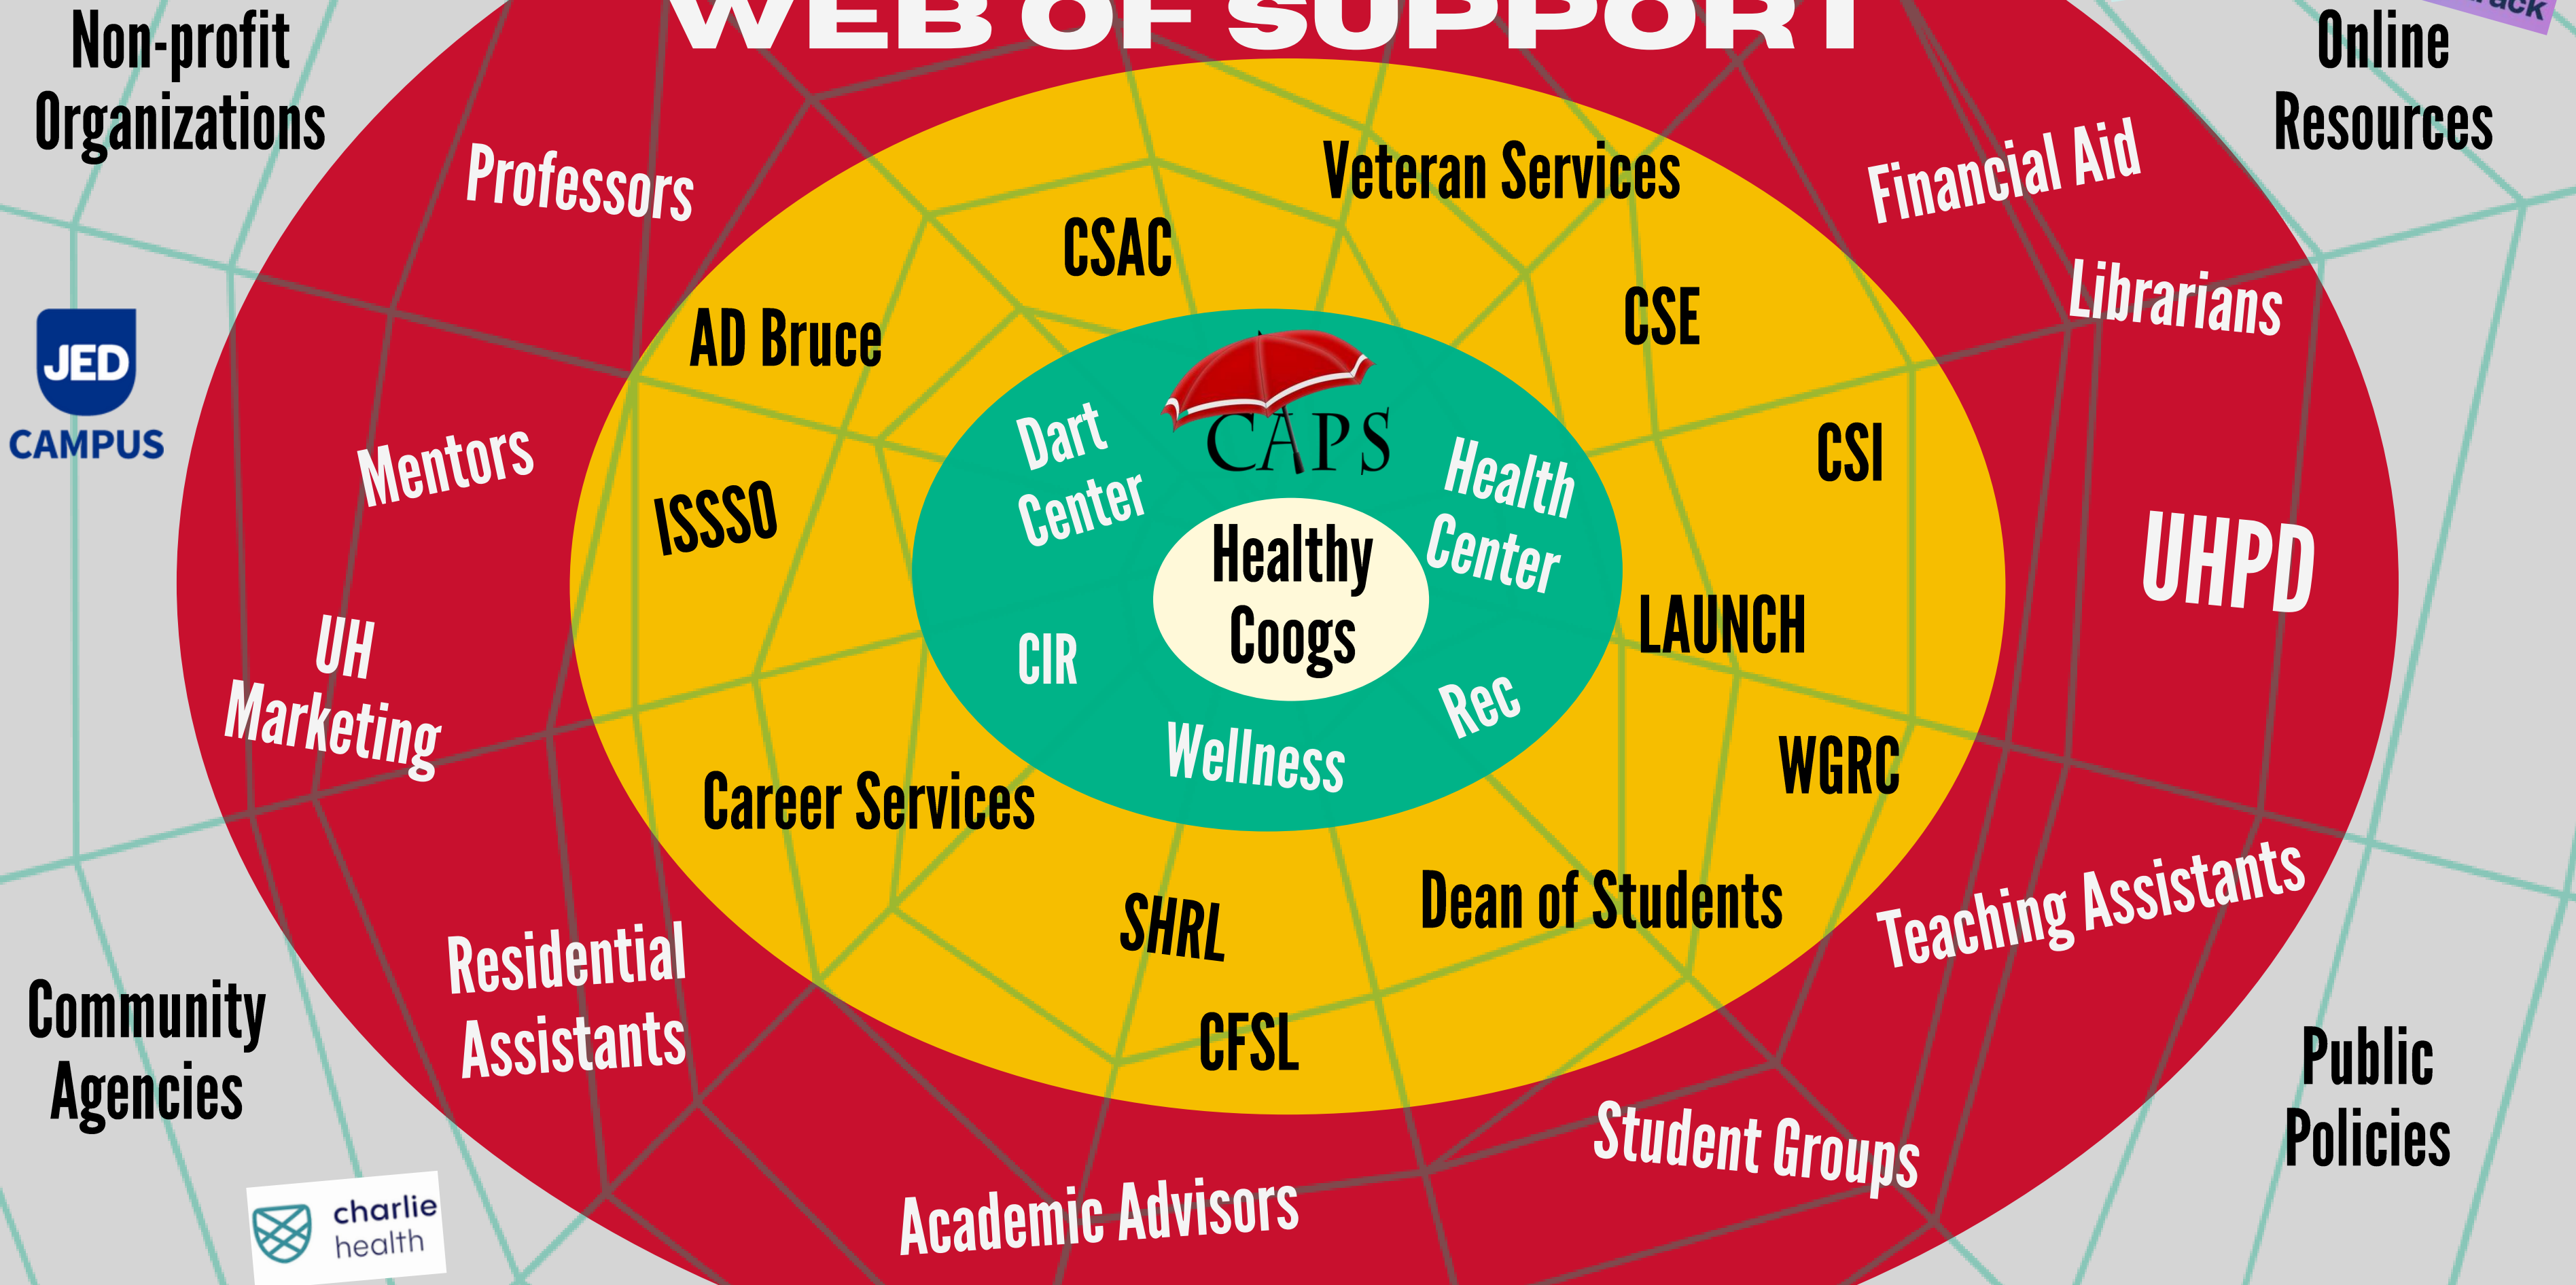 WEB OF SUPPORT
Non-profit
Organizations
Online
Resources
Professors
Veteran Services
Financial Aid
CSAC
Librarians
AD Bruce
CSE
JED
CAMPUS
Mentors
ISSSO
Dart
Center
CAPS
Health
Center
CSI
Healthy
Coogs
UHPD
UH
Marketing
CIR
Rec
Wellness
LAUNCH
WGRC
Career Services
SHRL
Dean of Students
Teaching Assistants
Residential
Assistants
CFSL
Community
Agencies
Public
Policies
Student Groups
Academic Advisors
charlie
health